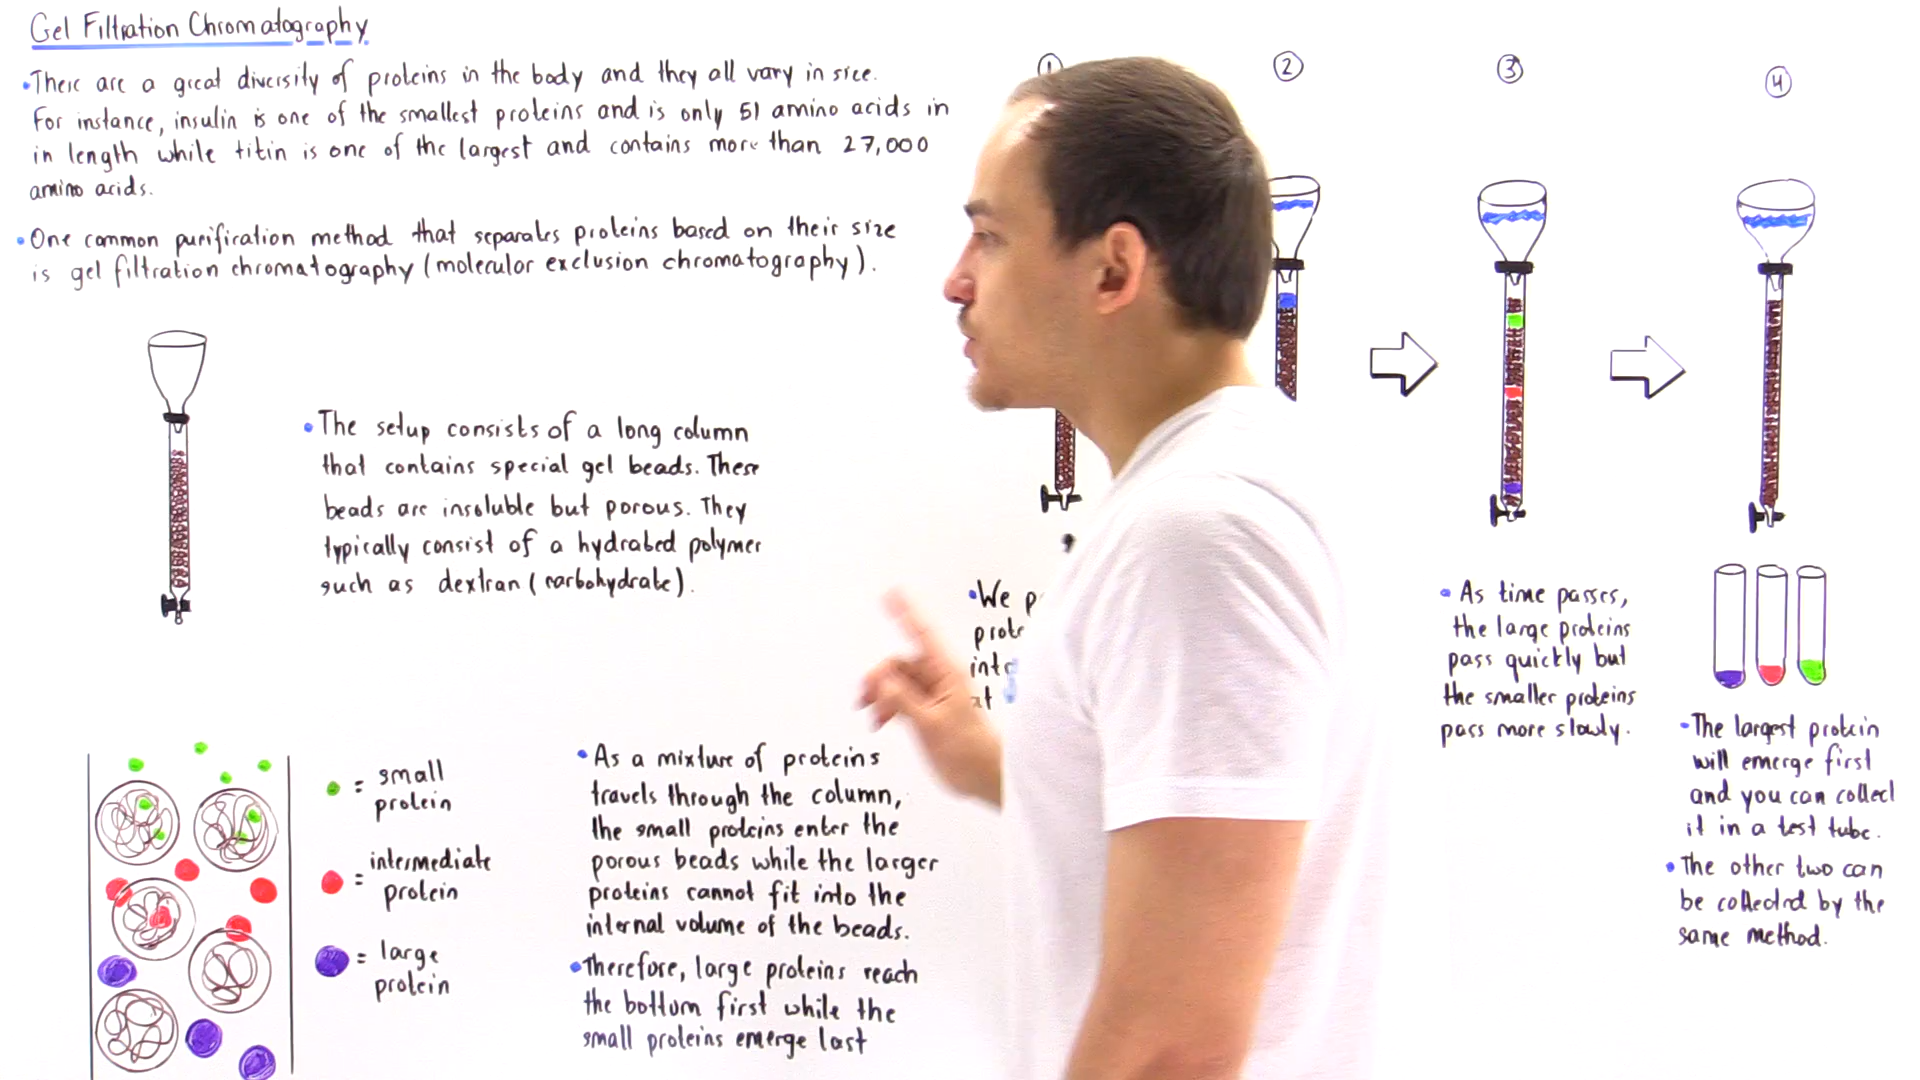 Gel Filtration Chromatography
•There are a great diversity of proteins in the body and they all vary in size.
For instance, insulin is one of the smallest proteins and is only 51 amino acids in
in length while titin is one of the largest and contains more than 27,000
amino acids.
•One common purification method that separates proteins based on their size
is gel filtration chromatography (molecular exclusion chromatography).
•The setup consists of a long column
that contains special gel beads. These
beads are insoluble but porous. They
typically consist of a hydrated polymer
such as dextran (carbohydrate).
= small
protein
= intermediate
protein
= large
protein
•As a mixture of proteins
travels through the column,
the small proteins enter the
porous beads while the larger
proteins cannot fit into the
internal volume of the beads.
•Therefore, large proteins reach
the bottom first while the
small proteins emerge last
1
2
3
4
•We
at
•As time passes,
the large proteins
pass quickly but
the smaller proteins
pass more slowly.
•The largest protein
will emerge first
and you can collect
it in a test tube.
•The other two can
be collected by the
same method.